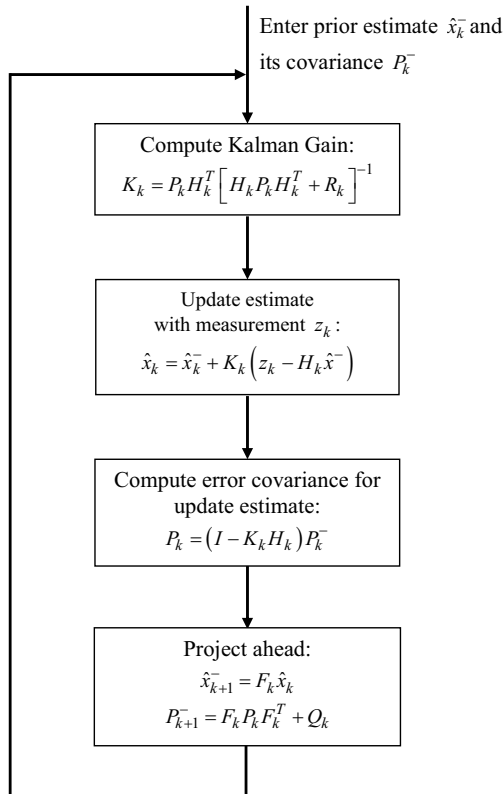 Enter prior estimate x̂ₖ⁻ and
its covariance Pₖ⁻
Compute Kalman Gain:
Kₖ = PₖHₖᵀ[HₖPₖHₖᵀ + Rₖ]⁻¹
Update estimate
with measurement zₖ :
x̂ₖ = x̂ₖ⁻ + Kₖ(zₖ − Hₖx̂⁻)
Compute error covariance for
update estimate:
Pₖ = (I − KₖHₖ)Pₖ⁻
Project ahead:
x̂ₖ₊₁⁻ = Fₖx̂ₖ
Pₖ₊₁⁻ = FₖPₖFₖᵀ + Qₖ